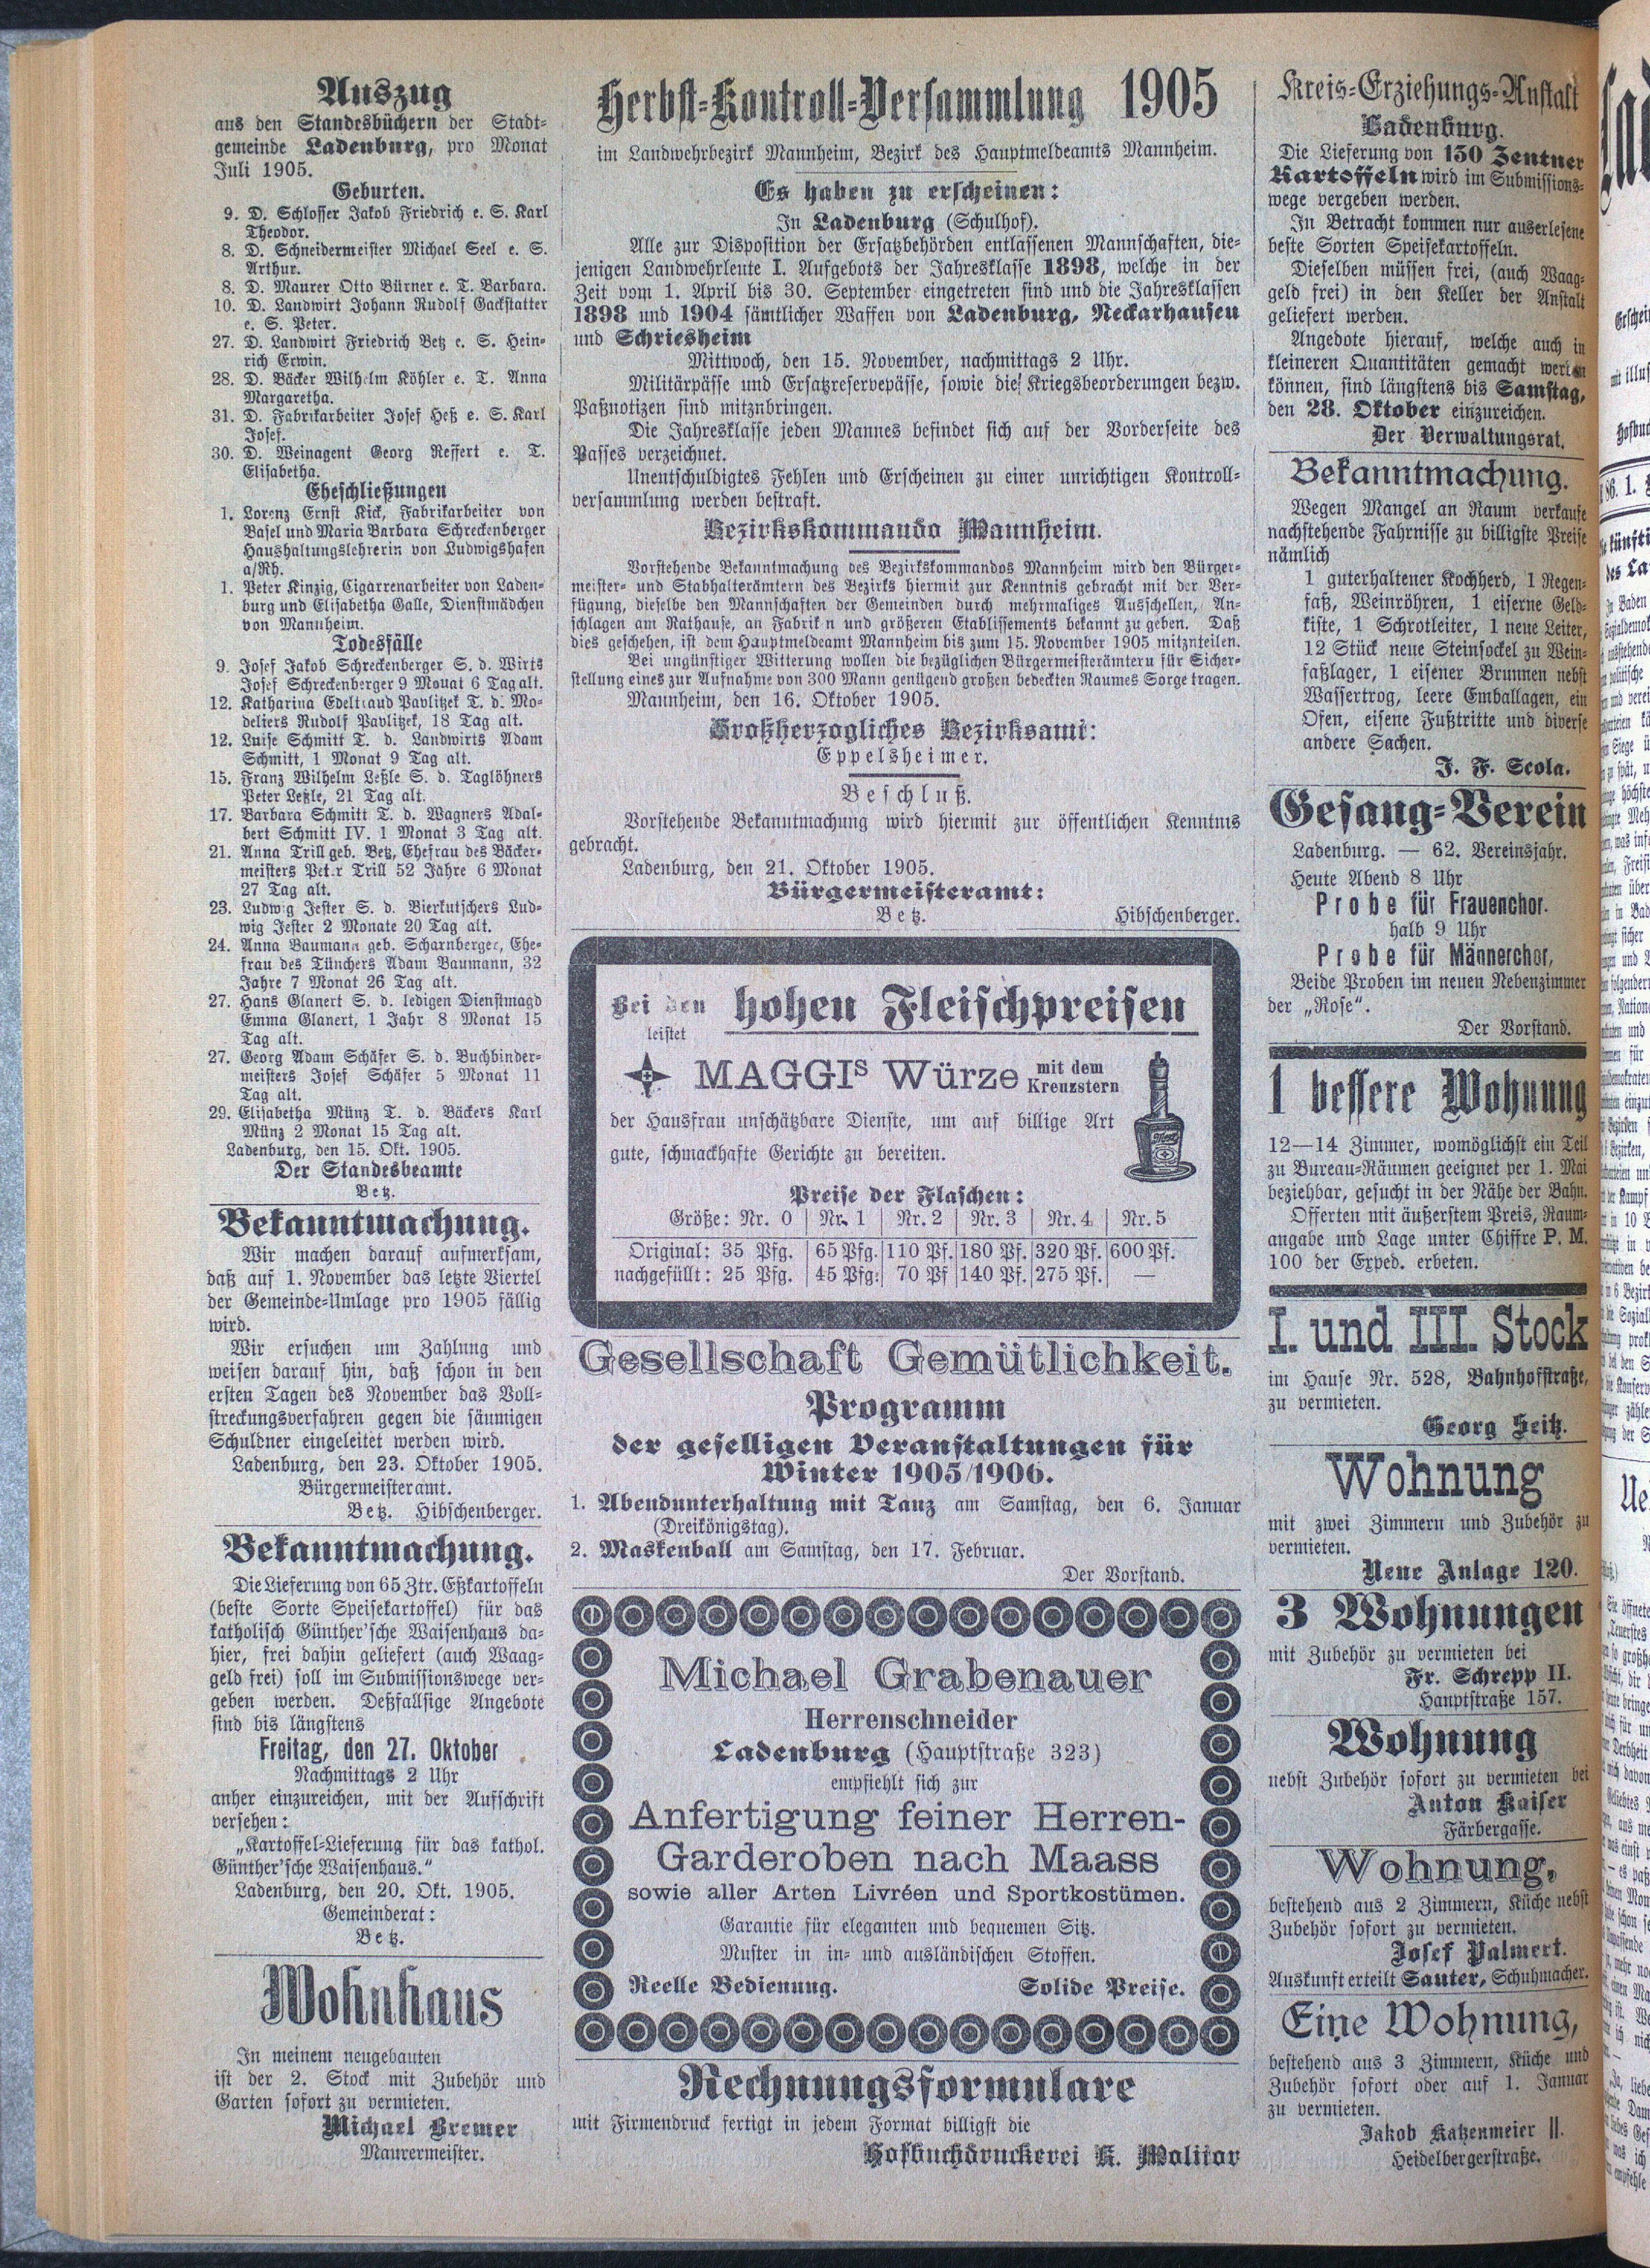 Auszug
aus den Standesbüchern der Stadt-
gemeinde Ladenburg, pro Monat
Juli 1905.
Geburten.
9. D. Schlosser Jakob Friedrich e. S. Karl
Theodor.
8. D. Schneidermeister Michael Seel e. S.
Arthur.
8. D. Maurer Otto Bürner e. T. Barbara.
10. D. Landwirt Johann Rudolf Gackstatter
e. S. Peter.
27. D. Landwirt Friedrich Betz e. S. Hein-
rich Erwin.
28. D. Bäcker Wilhelm Köhler e. T. Anna
Margaretha.
31. D. Fabrikarbeiter Josef Heß e. S. Karl
Josef.
30. D. Weinagent Georg Reffert e. T.
Elisabetha.
Eheschließungen
1. Lorenz Ernst Kick, Fabrikarbeiter von
Basel und Maria Barbara Schreckenberger
Haushaltungslehrerin von Ludwigshafen
a/Rh.
1. Peter Kinzig, Cigarrenarbeiter von Laden-
burg und Elisabetha Galle, Dienstmädchen
von Mannheim.
Todesfälle
9. Josef Jakob Schreckenberger S. d. Wirts
Josef Schreckenberger 9 Monat 6 Tag alt.
12. Katharina Edeltraud Pavlitzek T. d. Mo-
deliers Rudolf Pavlitzek, 18 Tag alt.
12. Luise Schmitt T. d. Landwirts Adam
Schmitt, 1 Monat 9 Tag alt.
15. Franz Wilhelm Leßle S. d. Taglöhners
Peter Leßle, 21 Tag alt.
17. Barbara Schmitt T. d. Wagners Adal-
bert Schmitt IV. 1 Monat 3 Tag alt.
21. Anna Trill geb. Betz, Ehefrau des Bäcker-
meisters Pet.r Trill 52 Jahre 6 Monat
27 Tag alt.
23. Ludwig Jester S. d. Bierkutschers Lud-
wig Jester 2 Monate 20 Tag alt.
24. Anna Baumann geb. Scharnberger, Ehe-
frau des Tünchers Adam Baumann, 32
Jahre 7 Monat 26 Tag alt.
27. Hans Glanert S. d. ledigen Dienstmagd
Emma Glanert, 1 Jahr 8 Monat 15
Tag alt.
27. Georg Adam Schäfer S. d. Buchbinder-
meisters Josef Schäfer 5 Monat 11
Tag alt.
29. Elisabetha Münz T. d. Bäckers Karl
Münz 2 Monat 15 Tag alt.
Ladenburg, den 15. Okt. 1905.
Der Standesbeamte
Betz.
Bekanntmachung.
Wir machen darauf aufmerksam,
daß auf 1. November das letzte Viertel
der Gemeinde-Umlage pro 1905 fällig
wird.
Wir ersuchen um Zahlung und
weisen darauf hin, daß schon in den
ersten Tagen des November das Voll-
streckungsverfahren gegen die säumigen
Schuldner eingeleitet werden wird.
Ladenburg, den 23. Oktober 1905.
Bürgermeisteramt.
Betz. Hibschenberger.
Bekanntmachung.
Die Lieferung von 65 Ztr. Eßkartoffeln
(beste Sorte Speisekartoffel) für das
katholisch Günther'sche Waisenhaus da-
hier, frei dahin geliefert (auch Waag-
geld frei) soll im Submissionswege ver-
geben werden. Deßfallsige Angebote
sind bis längstens
Freitag, den 27. Oktober
Nachmittags 2 Uhr
anher einzureichen, mit der Aufschrift
versehen:
„Kartoffel-Lieferung für das kathol.
Günther'sche Waisenhaus.“
Ladenburg, den 20. Okt. 1905.
Gemeinderat:
Betz.
Wohnhaus
In meinem neugebauten
ist der 2. Stock mit Zubehör und
Garten sofort zu vermieten.
Michael Bremer
Maurermeister.
Herbst-Kontroll-Versammlung 1905
im Landwehrbezirk Mannheim, Bezirk des Hauptmeldeamts Mannheim.
Es haben zu erscheinen:
In Ladenburg (Schulhof).
Alle zur Disposition der Ersatzbehörden entlassenen Mannschaften, die-
jenigen Landwehrleute I. Aufgebots der Jahresklasse 1893, welche in der
Zeit vom 1. April bis 30. September eingetreten sind und die Jahresklassen
1898 und 1904 sämtlicher Waffen von Ladenburg, Neckarhausen
und Schriesheim
Mittwoch, den 15. November, nachmittags 2 Uhr.
Militärpässe und Ersatzreservepässe, sowie die Kriegsbeorderungen bezw.
Paßnotizen sind mitznbringen.
Die Jahresklasse jeden Mannes befindet sich auf der Vorderseite des
Passes verzeichnet.
Unentschuldigtes Fehlen und Erscheinen zu einer unrichtigen Kontroll-
versammlung werden bestraft.
Bezirkskommando Mannheim.
Vorstehende Bekanntmachung des Bezirkskommandos Mannheim wird den Bürger-
meister- und Stabhalterämtern des Bezirks hiermit zur Kenntnis gebracht mit der Ver-
fügung, dieselbe den Mannschaften der Gemeinden durch mehrmaliges Ausschellen, An-
schlagen am Rathause, an Fabrik n und größeren Etablissements bekannt zu geben. Daß
dies geschehen, ist dem Hauptmeldeamt Mannheim bis zum 15. November 1905 mitznteilen.
Bei ungünstiger Witterung wollen die bezüglichen Bürgermeisterämtern für Sicher-
stellung eines zur Aufnahme von 300 Mann genügend großen bedeckten Raumes Sorge tragen.
Mannheim, den 16. Oktober 1905.
Großherzogliches Bezirksamt:
Eppelsheimer.
Beschluß.
Vorstehende Bekanntmachung wird hiermit zur öffentlichen Kenntnis
gebracht.
Ladenburg, den 21. Oktober 1905.
Bürgermeisteramt:
Betz. Hibschenberger.
Bei den hohen Fleischpreisen
leistet
MAGGIS Würze mit dem
Kreuzstern
der Hausfrau unschätzbare Dienste, um auf billige Art
gute, schmackhafte Gerichte zu bereiten.
Preise der Flaschen:
Größe: Nr. 0 | Nr. 1 | Nr. 2 | Nr. 3 | Nr. 4 | Nr. 5
Original: 35 Pfg. | 65 Pfg. | 110 Pf. | 180 Pf. | 320 Pf. | 600 Pf.
nachgefüllt: 25 Pfg. | 45 Pfg. | 70 Pf | 140 Pf. | 275 Pf. | —
Gesellschaft Gemütlichkeit.
Programm
der geselligen Veranstaltungen für
Winter 1905/1906.
1. Abendunterhaltung mit Tanz am Samstag, den 6. Januar
(Dreikönigstag).
2. Maskenball am Samstag, den 17. Februar.
Der Vorstand.
Michael Grabenauer
Herrenschneider
Ladenburg (Hauptstraße 323)
empfiehlt sich zur
Anfertigung feiner Herren-
Garderoben nach Maass
sowie aller Arten Livréen und Sportkostümen.
Garantie für eleganten und bequemen Sitz.
Muster in in- und ausländischen Stoffen.
Reelle Bedienung. Solide Preise.
Rechnungsformulare
mit Firmendruck fertigt in jedem Format billigst die
Hofbuchdruckerei K. Molitor
Kreis-Erziehungs-Anstalt
Ladenburg.
Die Lieferung von 150 Zentner
Kartoffeln wird im Submissions-
wege vergeben werden.
In Betracht kommen nur auserlesene
beste Sorten Speisekartoffeln.
Dieselben müssen frei, (auch Waag-
geld frei) in den Keller der Anstalt
geliefert werden.
Angebote hierauf, welche auch in
kleineren Quantitäten gemacht werden
können, sind längstens bis Samstag,
den 28. Oktober einzureichen.
Der Verwaltungsrat.
Bekanntmachung.
Wegen Mangel an Raum verkaufe
nachstehende Fahrnisse zu billigste Preise
nämlich
1 guterhaltener Kochherd, 1 Regen-
faß, Weinröhren, 1 eiserne Geld-
kiste, 1 Schrotleiter, 1 neue Leiter,
12 Stück neue Steinsockel zu Wein-
faßlager, 1 eisener Brunnen nebst
Wassertrog, leere Emballagen, ein
Ofen, eisene Fußtritte und diverse
andere Sachen.
J. F. Scola.
Gesang-Verein
Ladenburg. — 62. Vereinsjahr.
Heute Abend 8 Uhr
Probe für Frauenchor.
halb 9 Uhr
Probe für Männerchor,
Beide Proben im neuen Nebenzimmer
der „Rose“.
Der Vorstand.
1 bessere Wohnung
12—14 Zimmer, womöglichst ein Teil
zu Bureau-Räumen geeignet per 1. Mai
beziehbar, gesucht in der Nähe der Bahn.
Offerten mit äußerstem Preis, Raum-
angabe und Lage unter Chiffre P. M.
100 der Exped. erbeten.
I. und III. Stock
im Hause Nr. 528, Bahnhofstraße,
zu vermieten.
Georg Seitz.
Wohnung
mit zwei Zimmern und Zubehör zu
vermieten.
Neue Anlage 120.
3 Wohnungen
mit Zubehör zu vermieten bei
Fr. Schrepp II.
Hauptstraße 157.
Wohnung
nebst Zubehör sofort zu vermieten bei
Anton Kaiser
Färbergasse.
Wohnung,
bestehend aus 2 Zimmern, Küche nebst
Zubehör sofort zu vermieten.
Josef Palmert.
Auskunft erteilt Sauter, Schuhmacher.
Eine Wohnung,
bestehend aus 3 Zimmern, Küche und
Zubehör sofort oder auf 1. Januar
zu vermieten.
Jakob Katzenmeier II.
Heidelbergerstraße.